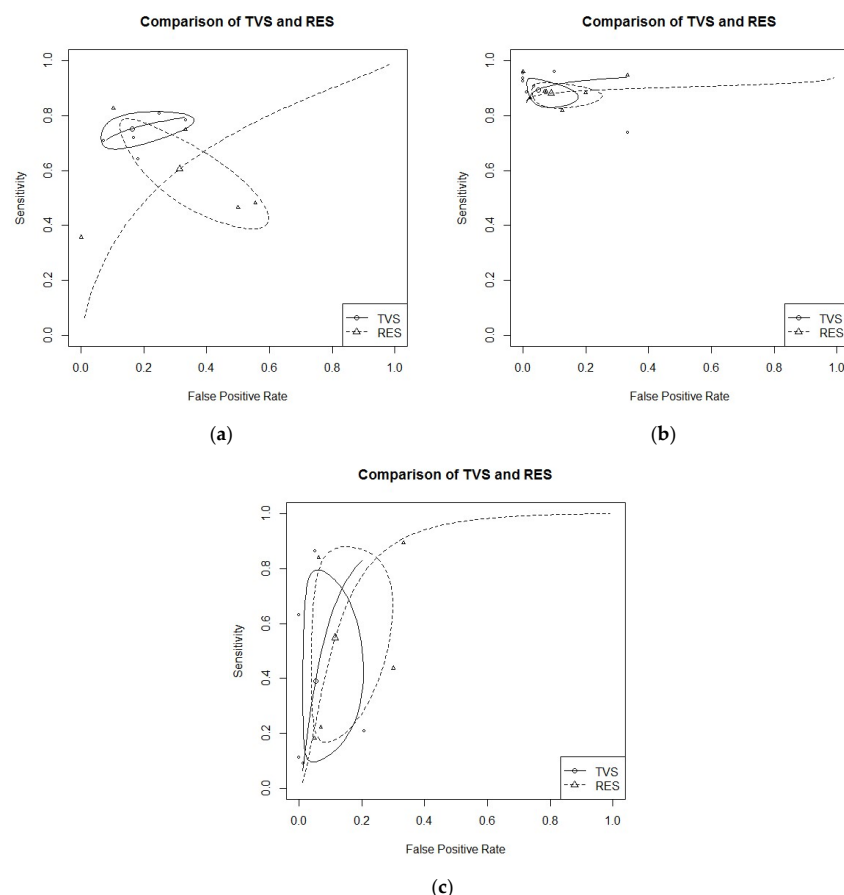 Comparison of TVS and RES
Sensitivity
1.0
0.8
0.6
0.4
0.2
0.0
TVS
RES
0.0 0.2 0.4 0.6 0.8 1.0
False Positive Rate
(a)
Comparison of TVS and RES
Sensitivity
1.0
0.8
0.6
0.4
0.2
0.0
TVS
RES
0.0 0.2 0.4 0.6 0.8 1.0
False Positive Rate
(b)
Comparison of TVS and RES
Sensitivity
1.0
0.8
0.6
0.4
0.2
0.0
TVS
RES
0.0 0.2 0.4 0.6 0.8 1.0
False Positive Rate
(c)